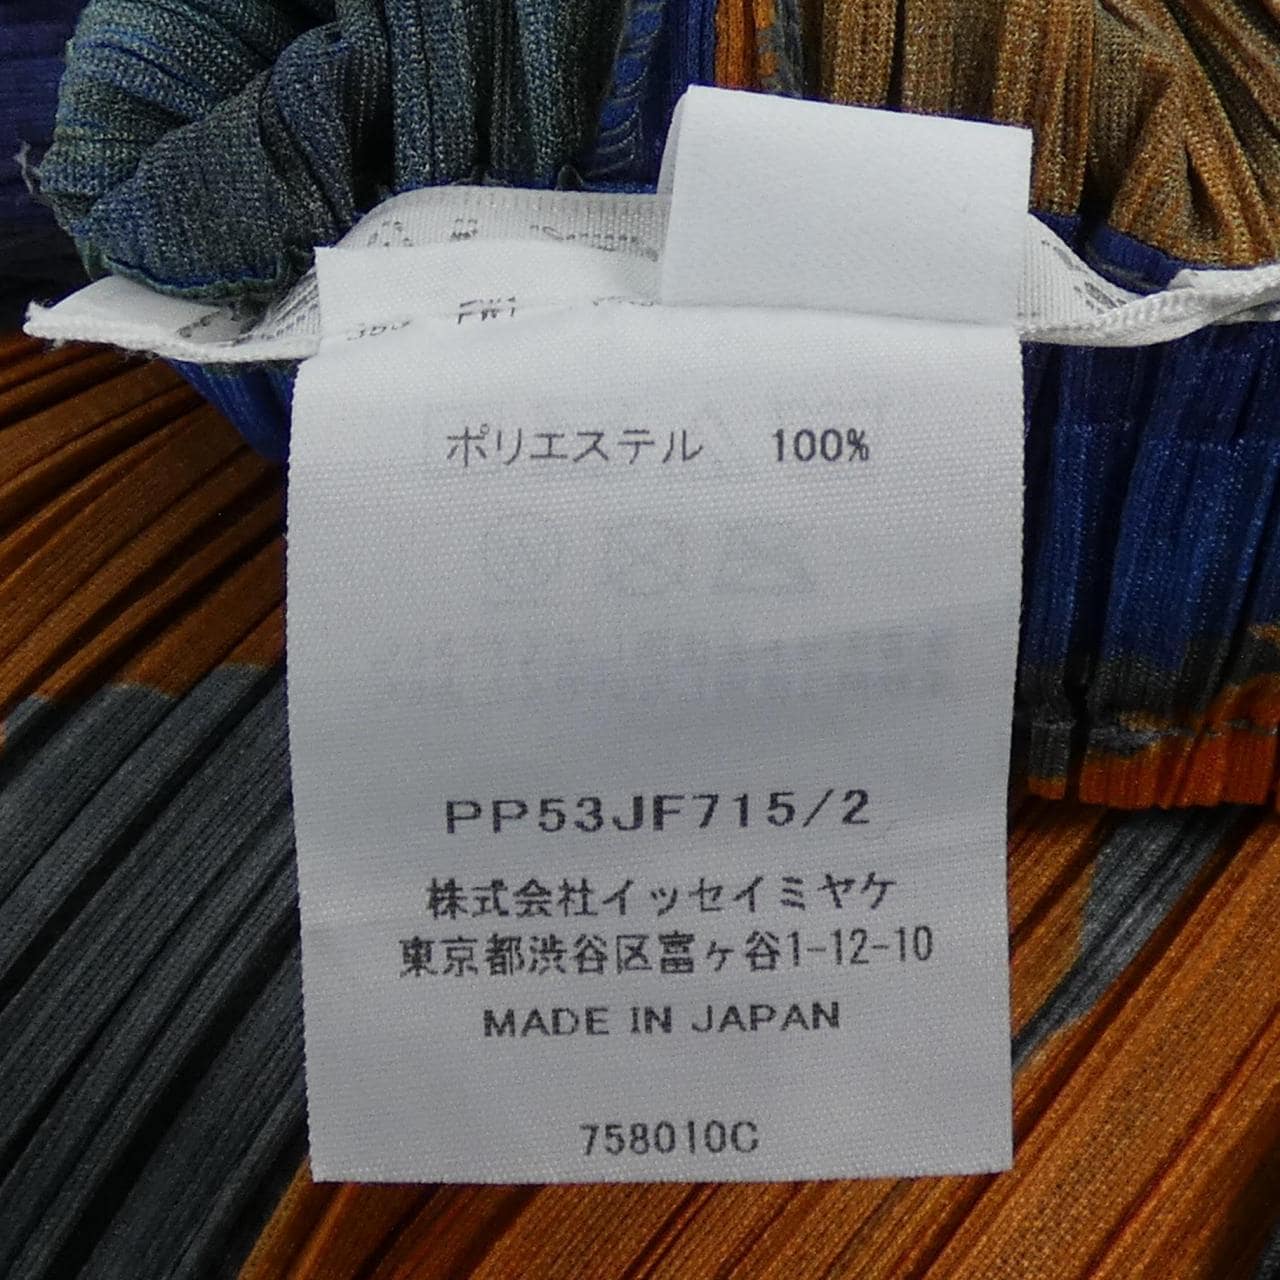 ポリエステル 100%
PP53JF715/2
株式会社イッセイミヤケ
東京都渋谷区富ヶ谷1-12-10
MADE IN JAPAN
758010C